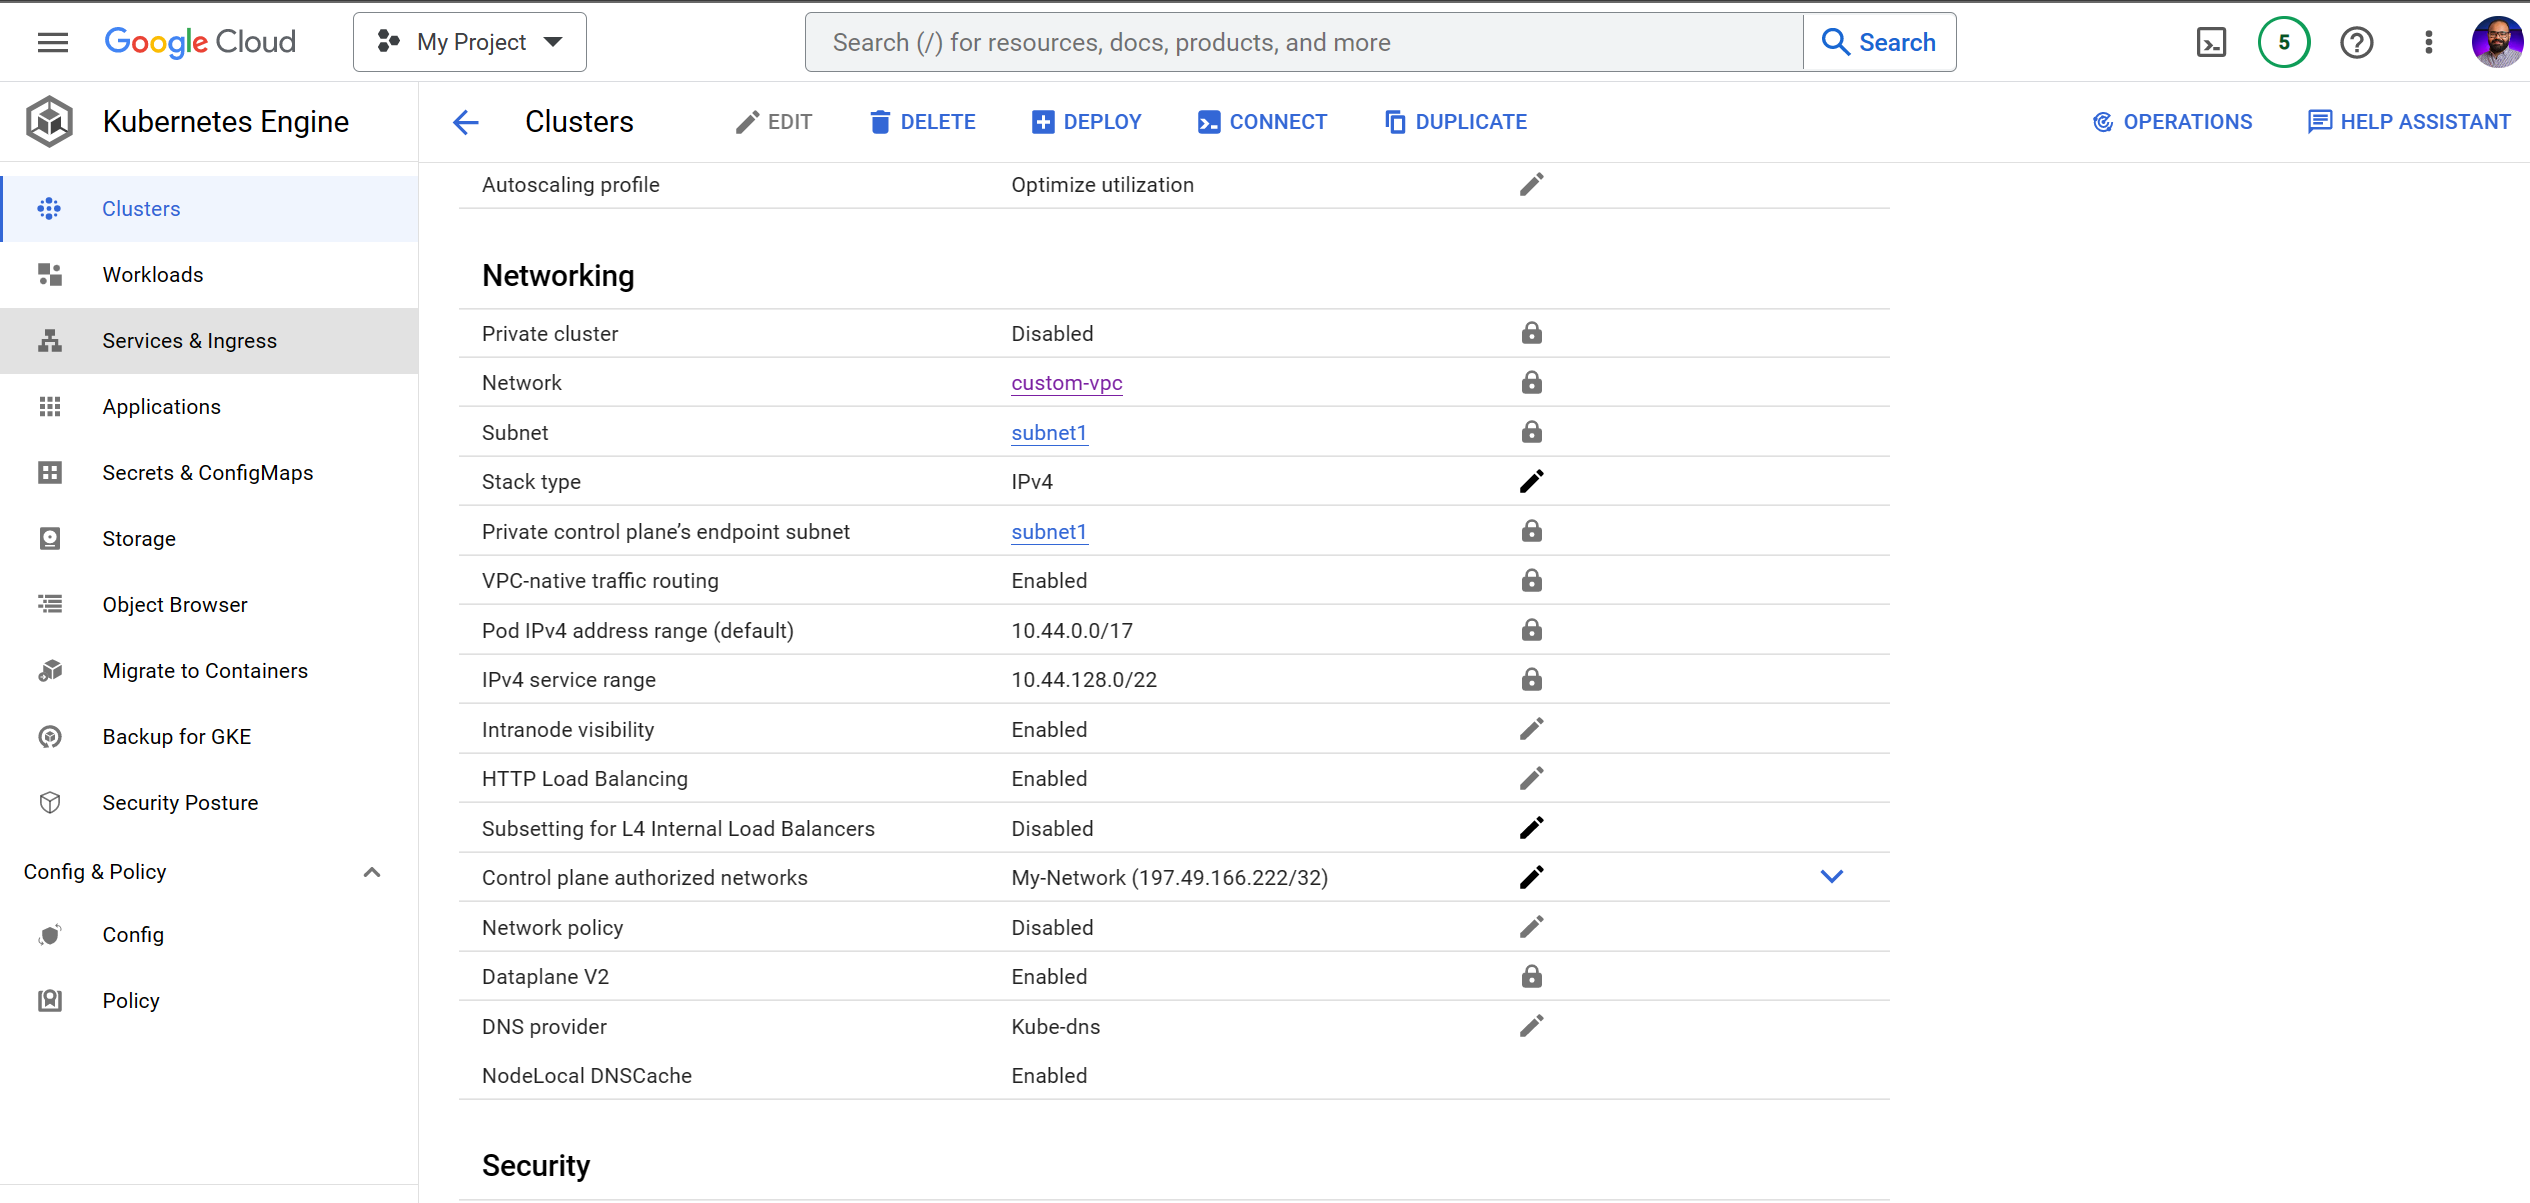 Google Cloud
My Project
Search (/) for resources, docs, products, and more
Search
5
Kubernetes Engine
Clusters
EDIT
DELETE
DEPLOY
CONNECT
DUPLICATE
OPERATIONS
HELP ASSISTANT
Clusters
Workloads
Services & Ingress
Applications
Secrets & ConfigMaps
Storage
Object Browser
Migrate to Containers
Backup for GKE
Security Posture
Config & Policy
Config
Policy
Autoscaling profile Optimize utilization
Networking
Private cluster Disabled
Network custom-vpc
Subnet subnet1
Stack type IPv4
Private control plane’s endpoint subnet subnet1
VPC-native traffic routing Enabled
Pod IPv4 address range (default) 10.44.0.0/17
IPv4 service range 10.44.128.0/22
Intranode visibility Enabled
HTTP Load Balancing Enabled
Subsetting for L4 Internal Load Balancers Disabled
Control plane authorized networks My-Network (197.49.166.222/32)
Network policy Disabled
Dataplane V2 Enabled
DNS provider Kube-dns
NodeLocal DNSCache Enabled
Security